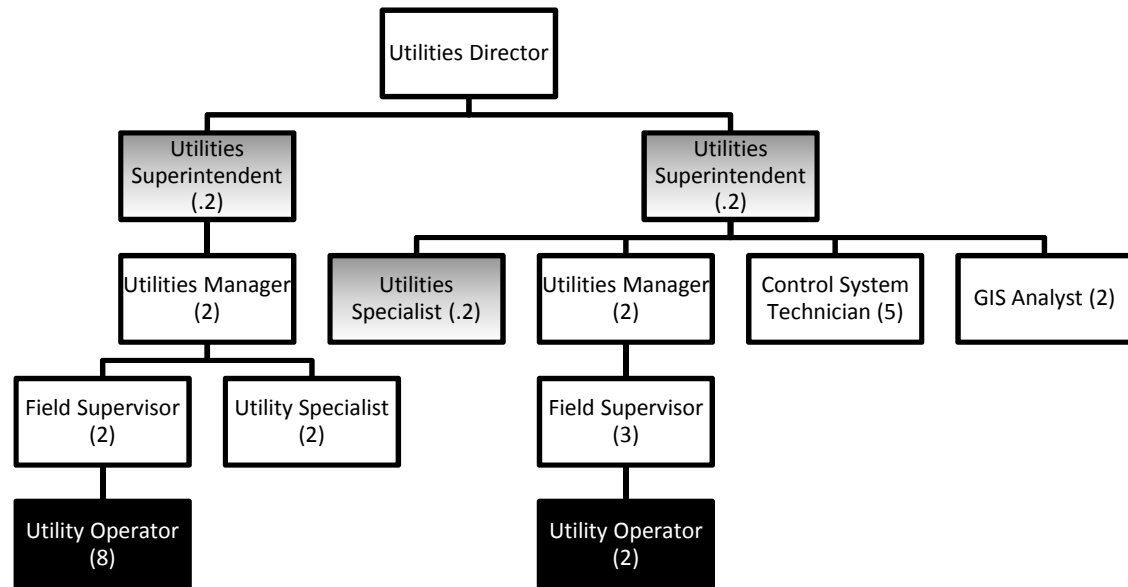 Utilities Director
Utilities
Superintendent
(.2)
Utilities
Superintendent
(.2)
Utilities Manager
(2)
Utilities
Specialist (.2)
Utilities Manager
(2)
Control System
Technician (5)
GIS Analyst (2)
Field Supervisor
(2)
Utility Specialist
(2)
Field Supervisor
(3)
Utility Operator
(8)
Utility Operator
(2)